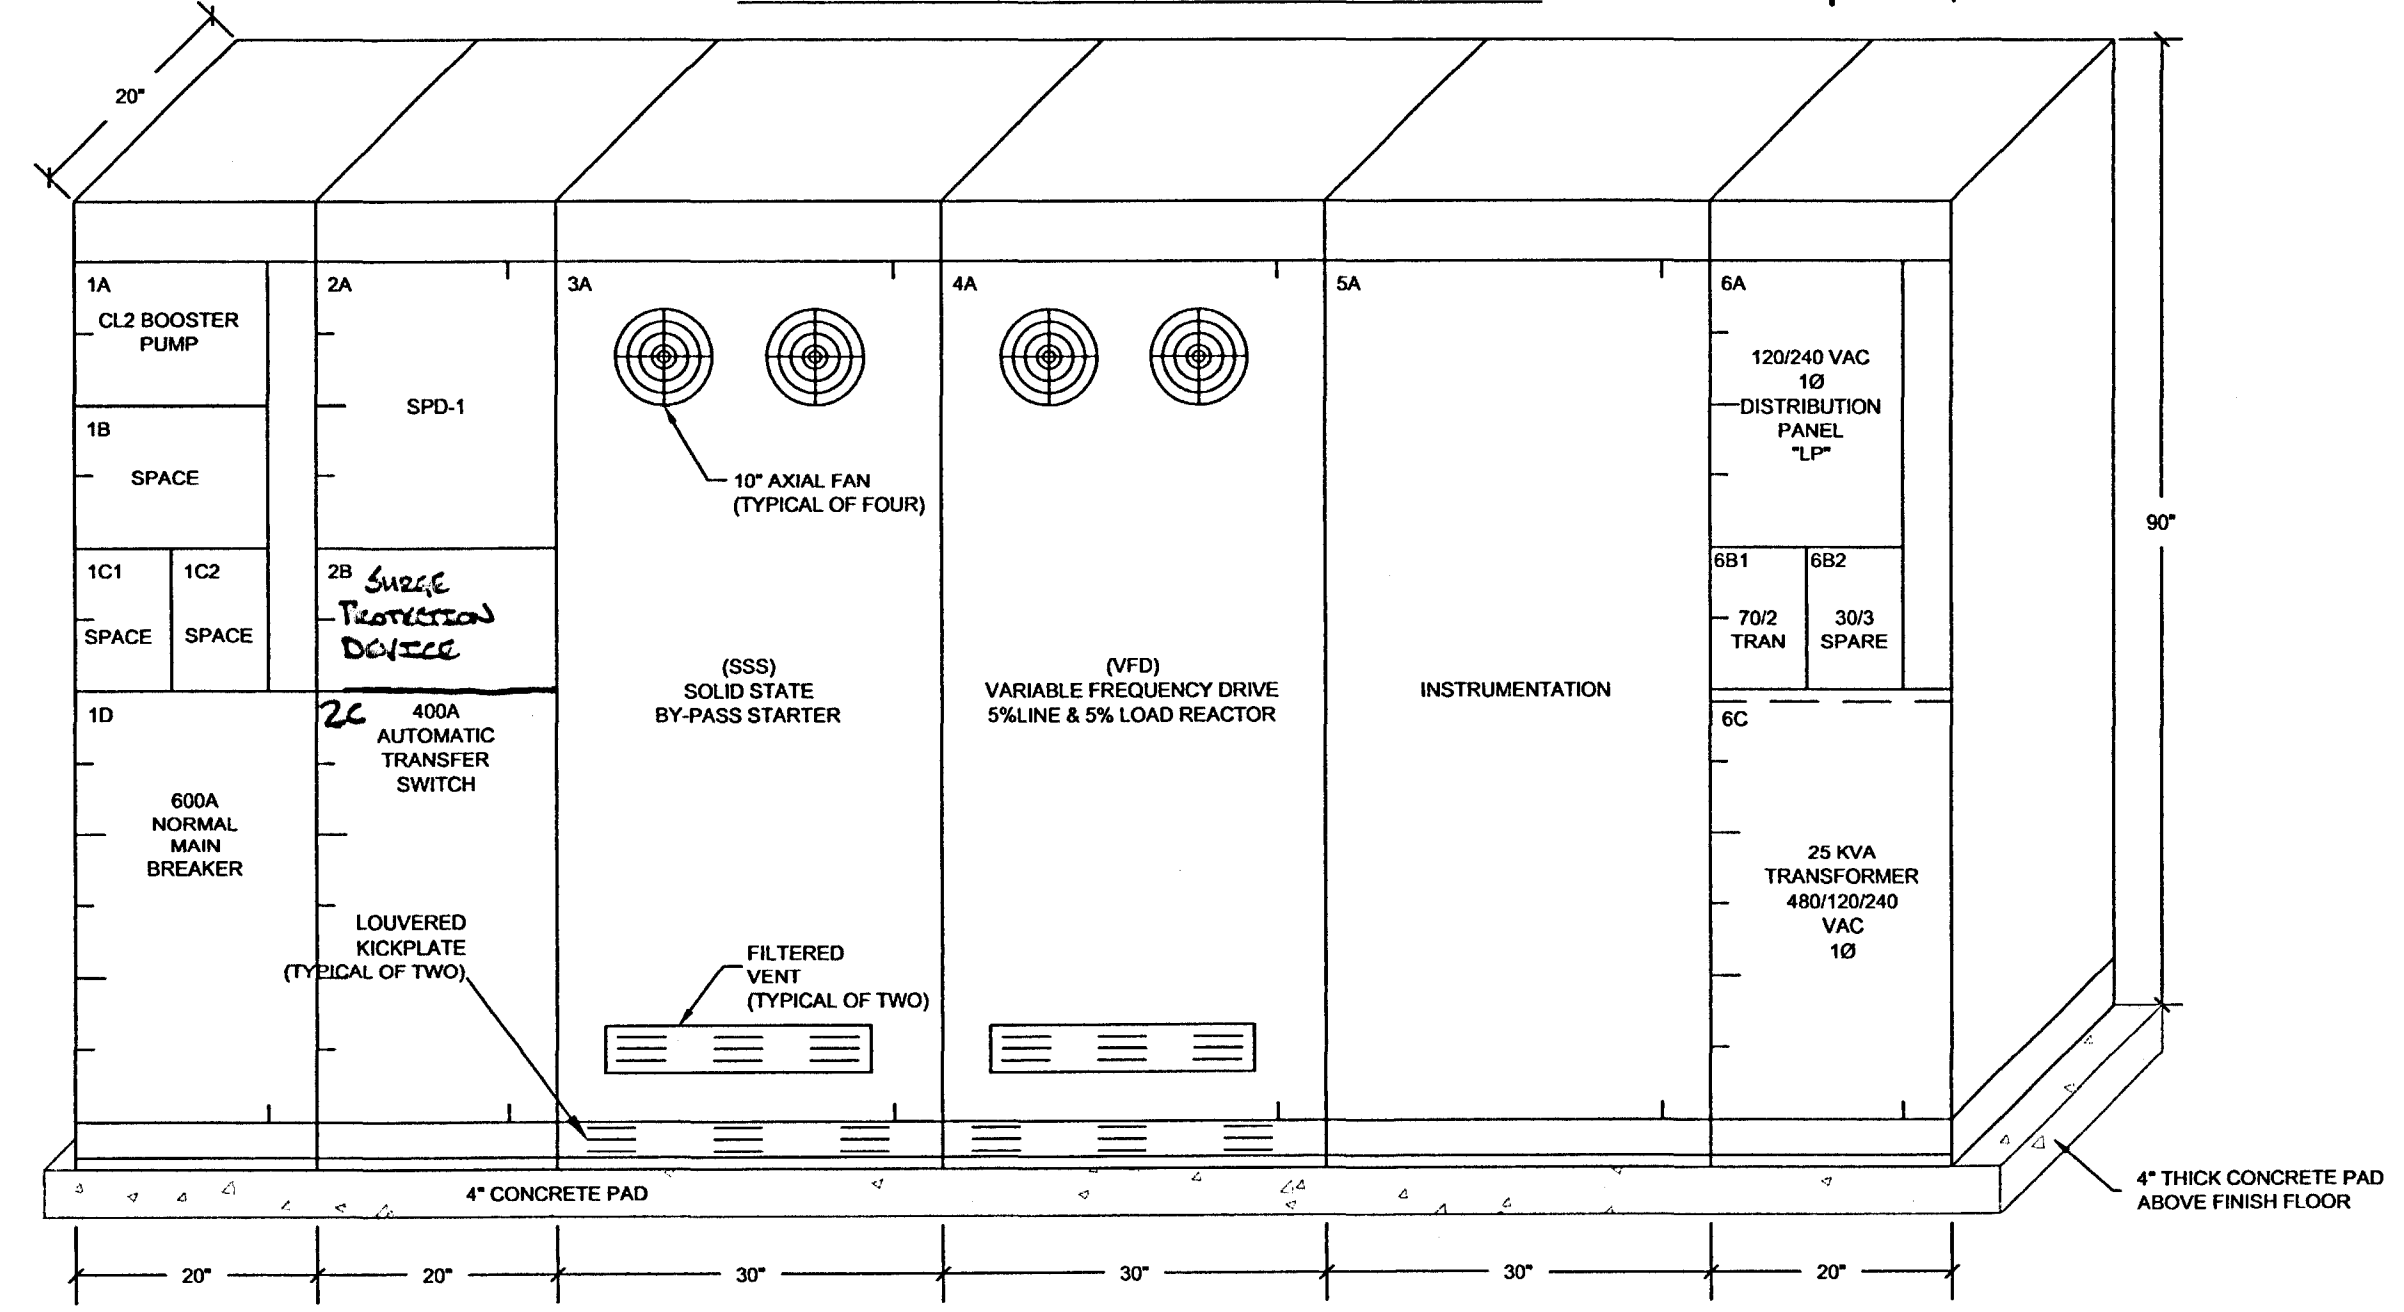 20"
1A
CL2 BOOSTER
PUMP
1B
SPACE
1C1
SPACE
1C2
SPACE
1D
600A
NORMAL
MAIN
BREAKER
2A
SPD-1
2B
SURGE
PROTECTION
DEVICE
2C
400A
AUTOMATIC
TRANSFER
SWITCH
LOUVERED
KICKPLATE
(TYPICAL OF TWO)
3A
10" AXIAL FAN
(TYPICAL OF FOUR)
(SSS)
SOLID STATE
BY-PASS STARTER
FILTERED
VENT
(TYPICAL OF TWO)
4A
(VFD)
VARIABLE FREQUENCY DRIVE
5%LINE & 5% LOAD REACTOR
5A
INSTRUMENTATION
6A
120/240 VAC
1Ø
DISTRIBUTION
PANEL
"LP"
6B1
70/2
TRAN
6B2
30/3
SPARE
6C
25 KVA
TRANSFORMER
480/120/240
VAC
1Ø
90"
4" CONCRETE PAD
4" THICK CONCRETE PAD
ABOVE FINISH FLOOR
20"
20"
30"
30"
30"
20"